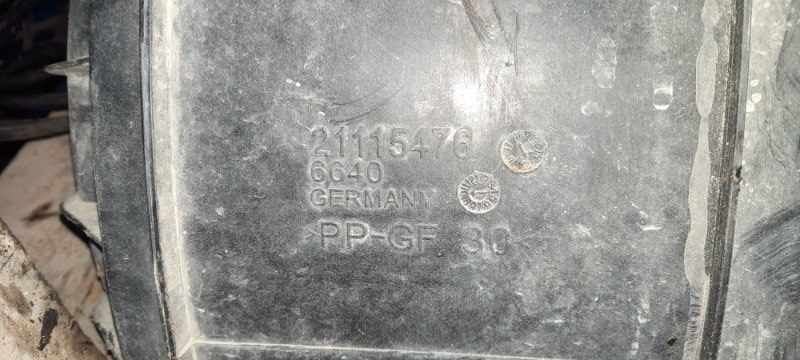 21115476
6640
GERMANY
>PP-GF 30